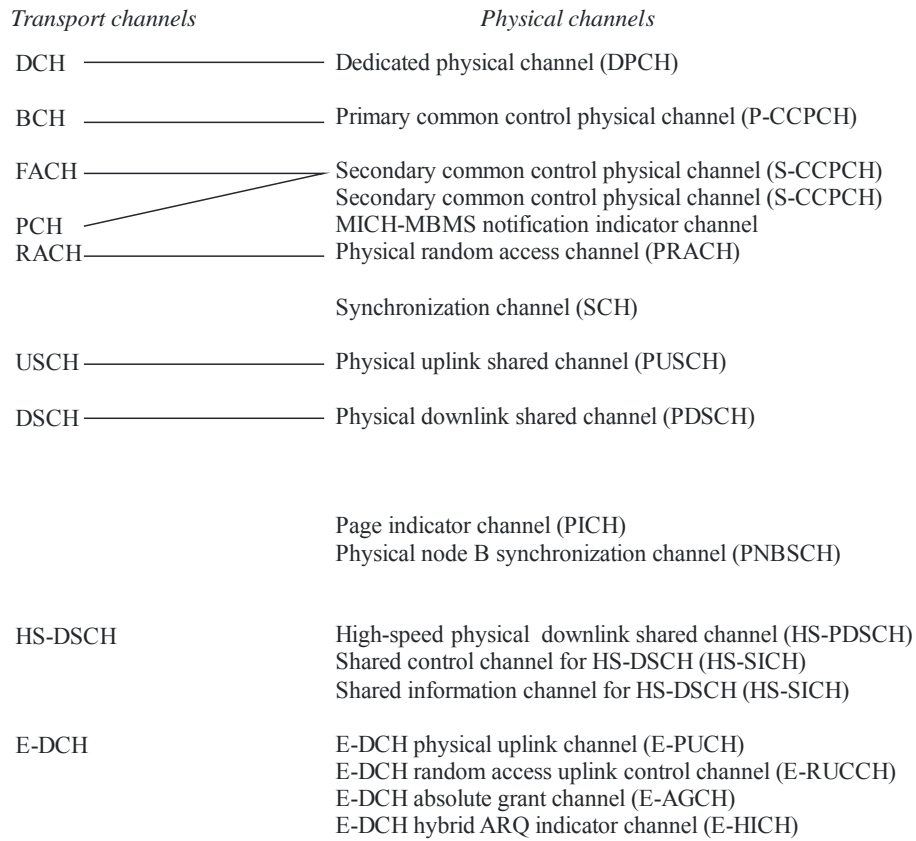 Transport channels Physical channels
DCH Dedicated physical channel (DPCH)
BCH Primary common control physical channel (P-CCPCH)
FACH Secondary common control physical channel (S-CCPCH)
Secondary common control physical channel (S-CCPCH)
PCH MICH-MBMS notification indicator channel
RACH Physical random access channel (PRACH)
Synchronization channel (SCH)
USCH Physical uplink shared channel (PUSCH)
DSCH Physical downlink shared channel (PDSCH)
Page indicator channel (PICH)
Physical node B synchronization channel (PNBSCH)
HS-DSCH High-speed physical downlink shared channel (HS-PDSCH)
Shared control channel for HS-DSCH (HS-SICH)
Shared information channel for HS-DSCH (HS-SICH)
E-DCH E-DCH physical uplink channel (E-PUCH)
E-DCH random access uplink control channel (E-RUCCH)
E-DCH absolute grant channel (E-AGCH)
E-DCH hybrid ARQ indicator channel (E-HICH)